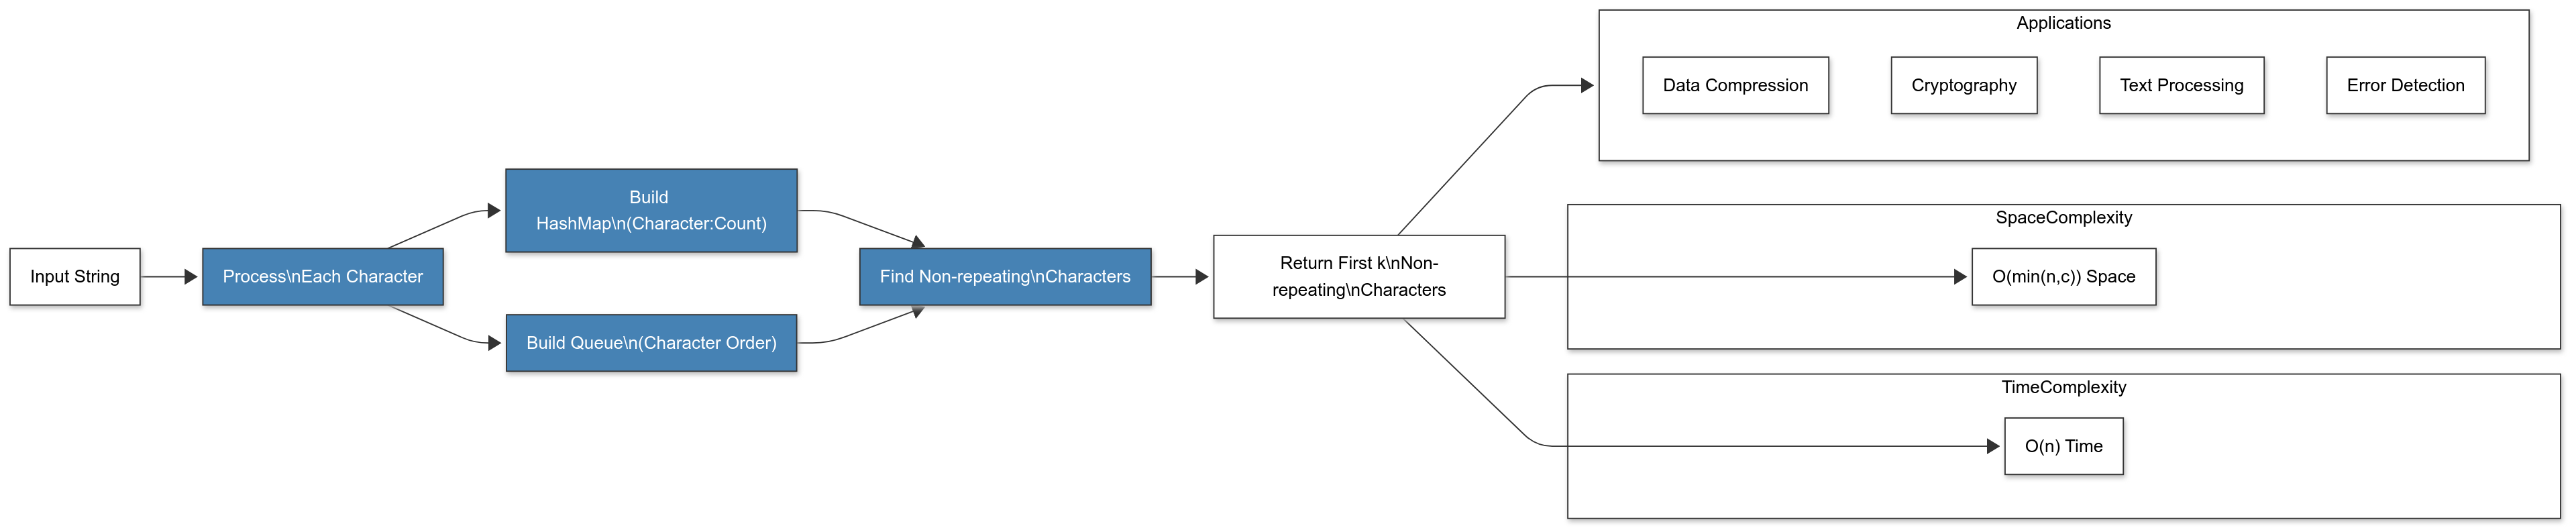 Input String
Process\nEach Character
Build
HashMap\n(Character:Count)
Build Queue\n(Character Order)
Find Non-repeating\nCharacters
Return First k\nNon-
repeating\nCharacters
Applications
Data Compression
Cryptography
Text Processing
Error Detection
SpaceComplexity
O(min(n,c)) Space
TimeComplexity
O(n) Time